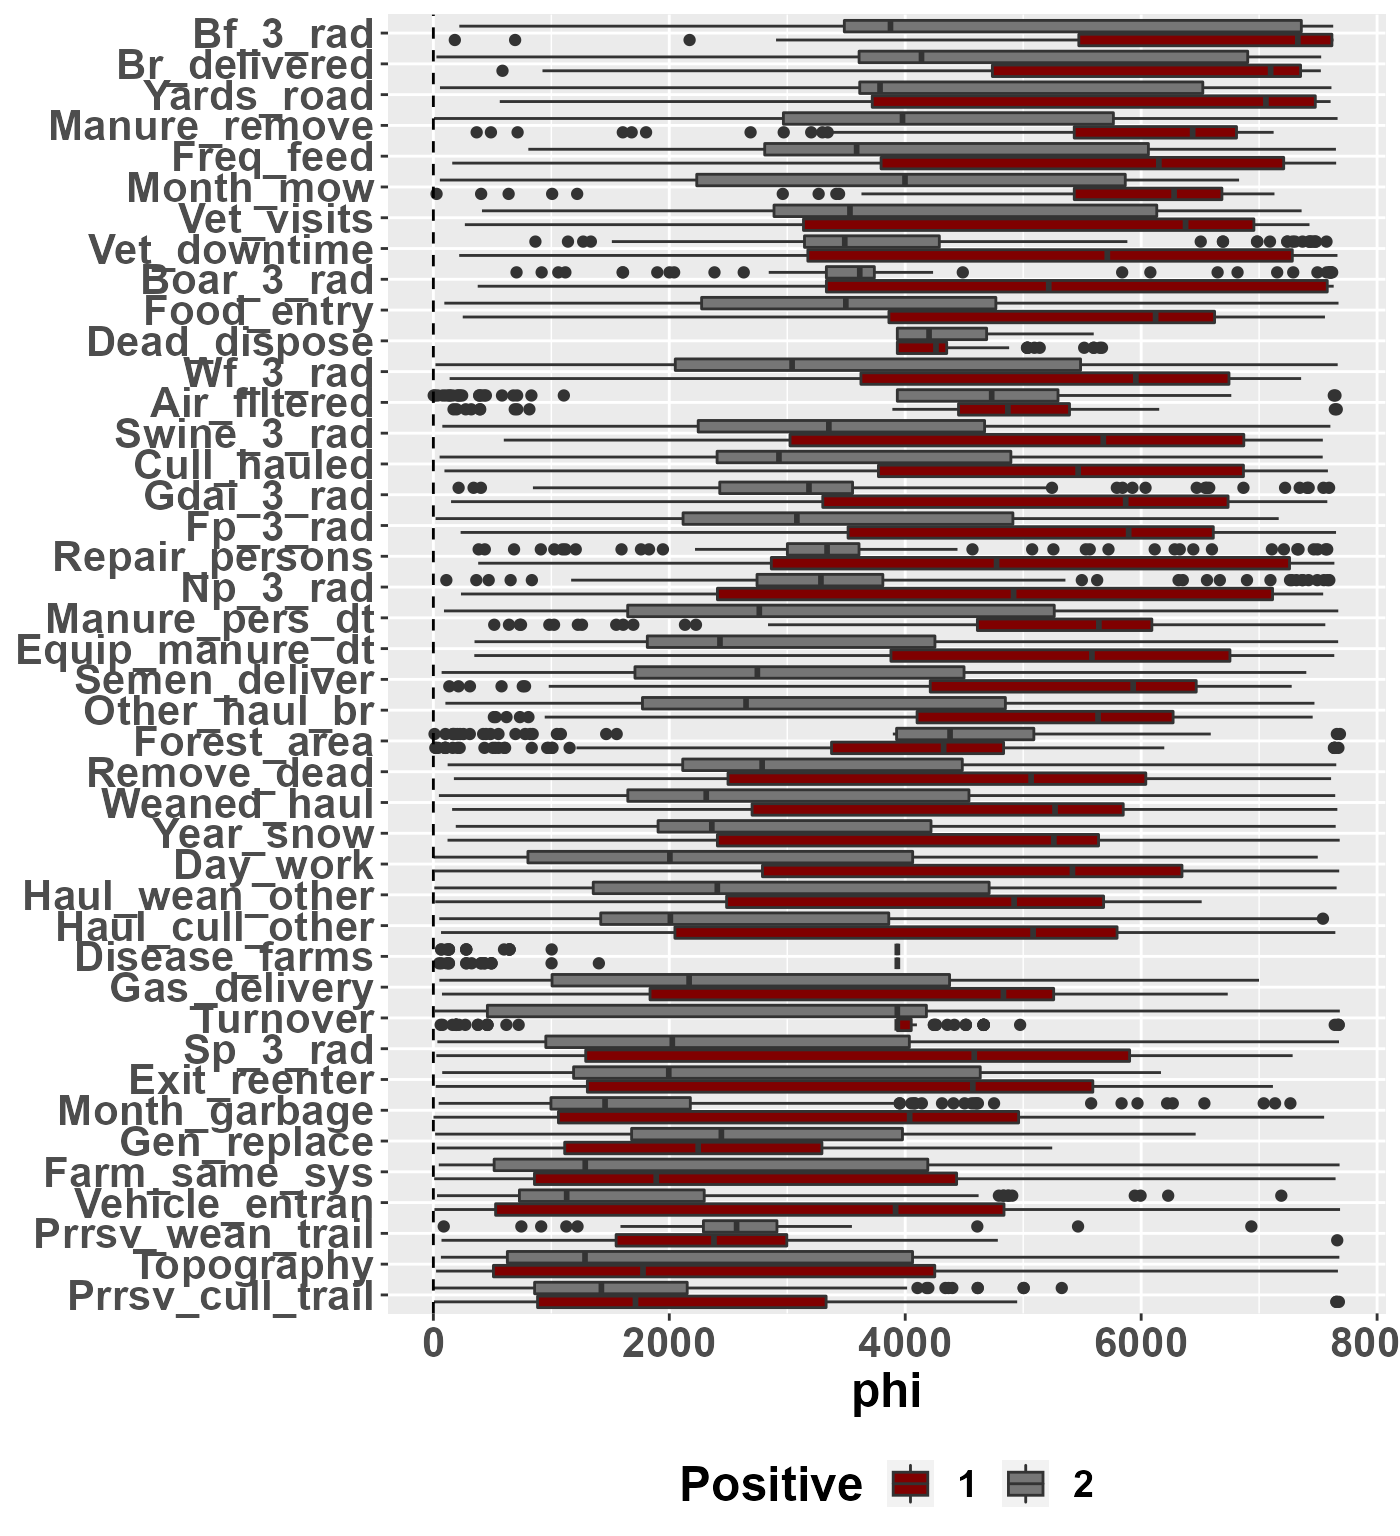 Bf_3_rad
Br_delivered
Yards_road
Manure_remove
Freq_feed
Month_mow
Vet_visits
Vet_downtime
Boar_3_rad
Food_entry
Dead_dispose
Wf_3_rad
Air_filtered
Swine_3_rad
Cull_hauled
Gdai_3_rad
Fp_3_rad
Repair_persons
Np_3_rad
Manure_pers_dt
Equip_manure_dt
Semen_deliver
Other_haul_br
Forest_area
Remove_dead
Weaned_haul
Year_snow
Day_work
Haul_wean_other
Haul_cull_other
Disease_farms
Gas_delivery
Turnover
Sp_3_rad
Exit_reenter
Month_garbage
Gen_replace
Farm_same_sys
Vehicle_entran
Prrsv_wean_trail
Topography
Prrsv_cull_trail
0 2000 4000 6000 800
phi
Positive 1 2